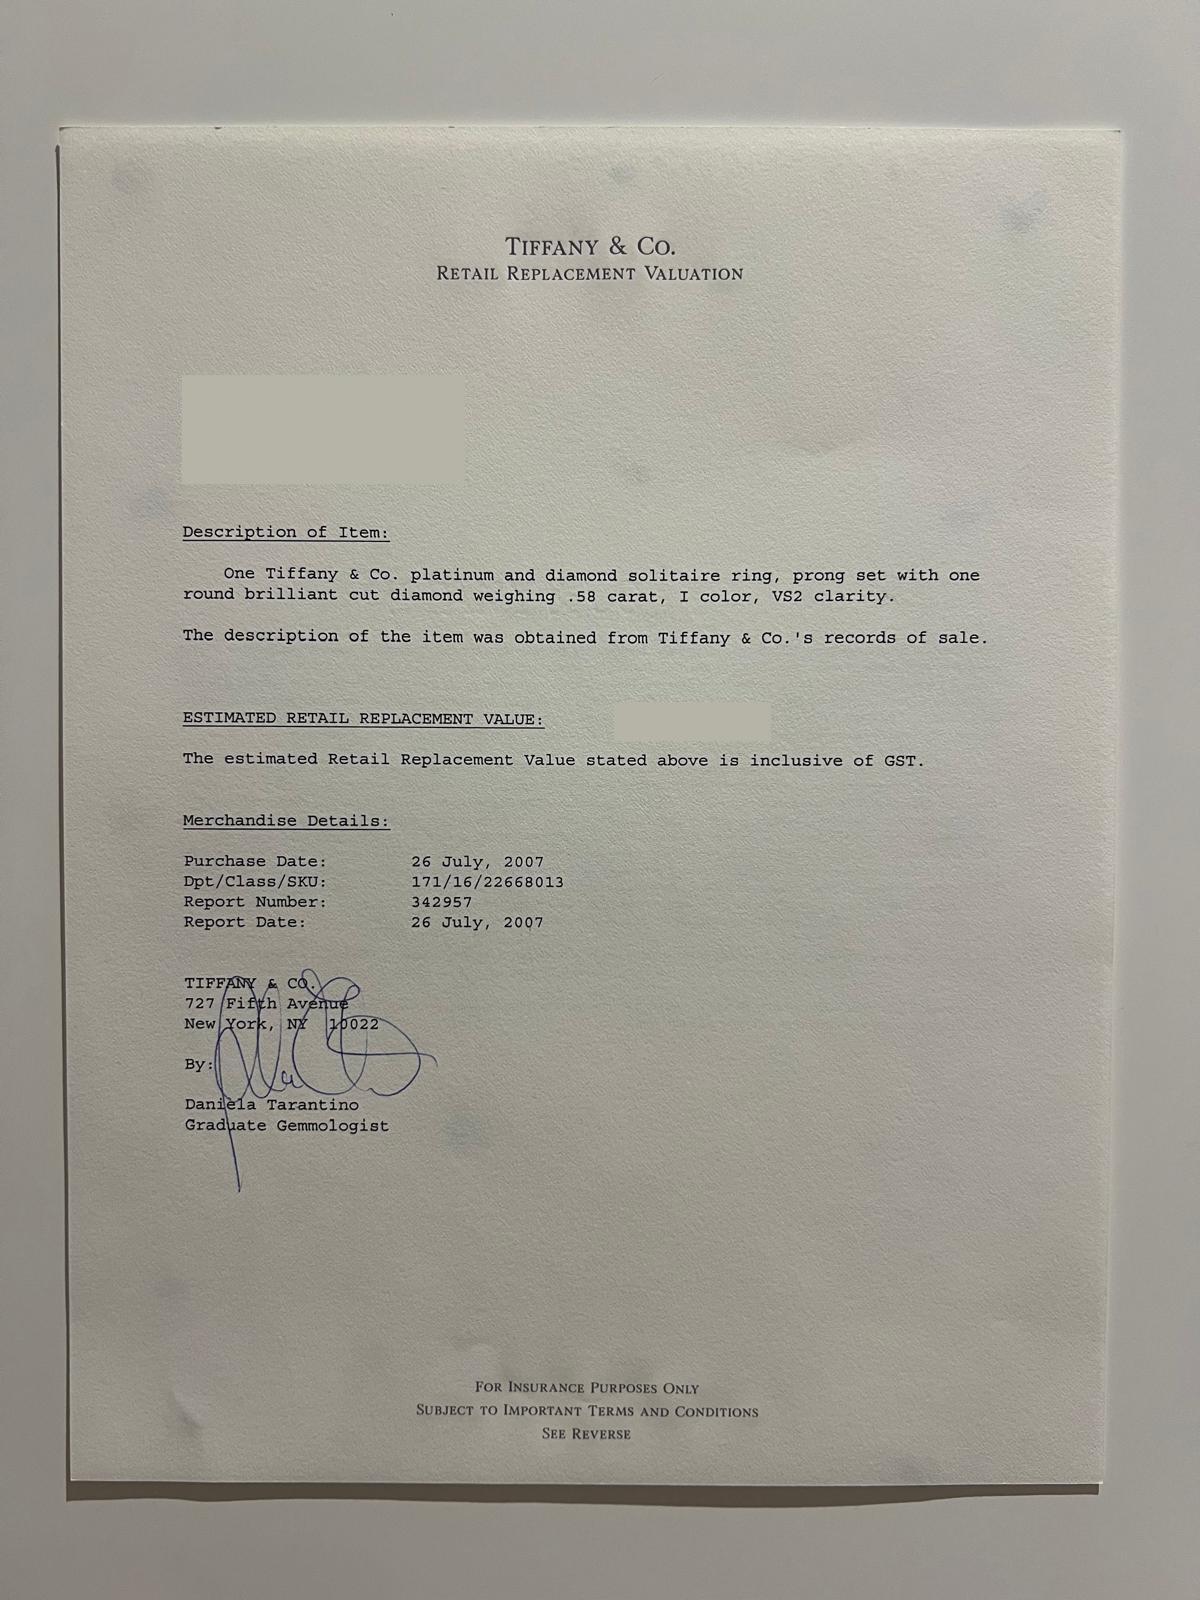 TIFFANY & CO.
RETAIL REPLACEMENT VALUATION
Description of Item:
One Tiffany & Co. platinum and diamond solitaire ring, prong set with one
round brilliant cut diamond weighing .58 carat, I color, VS2 clarity.
The description of the item was obtained from Tiffany & Co.'s records of sale.
ESTIMATED RETAIL REPLACEMENT VALUE:
The estimated Retail Replacement Value stated above is inclusive of GST.
Merchandise Details:
Purchase Date: 26 July, 2007
Dpt/Class/SKU: 171/16/22668013
Report Number: 342957
Report Date: 26 July, 2007
TIFFANY & CO.
727 Fifth Avenue
New York, NY 10022
By:
Daniela Tarantino
Graduate Gemmologist
FOR INSURANCE PURPOSES ONLY
SUBJECT TO IMPORTANT TERMS AND CONDITIONS
SEE REVERSE